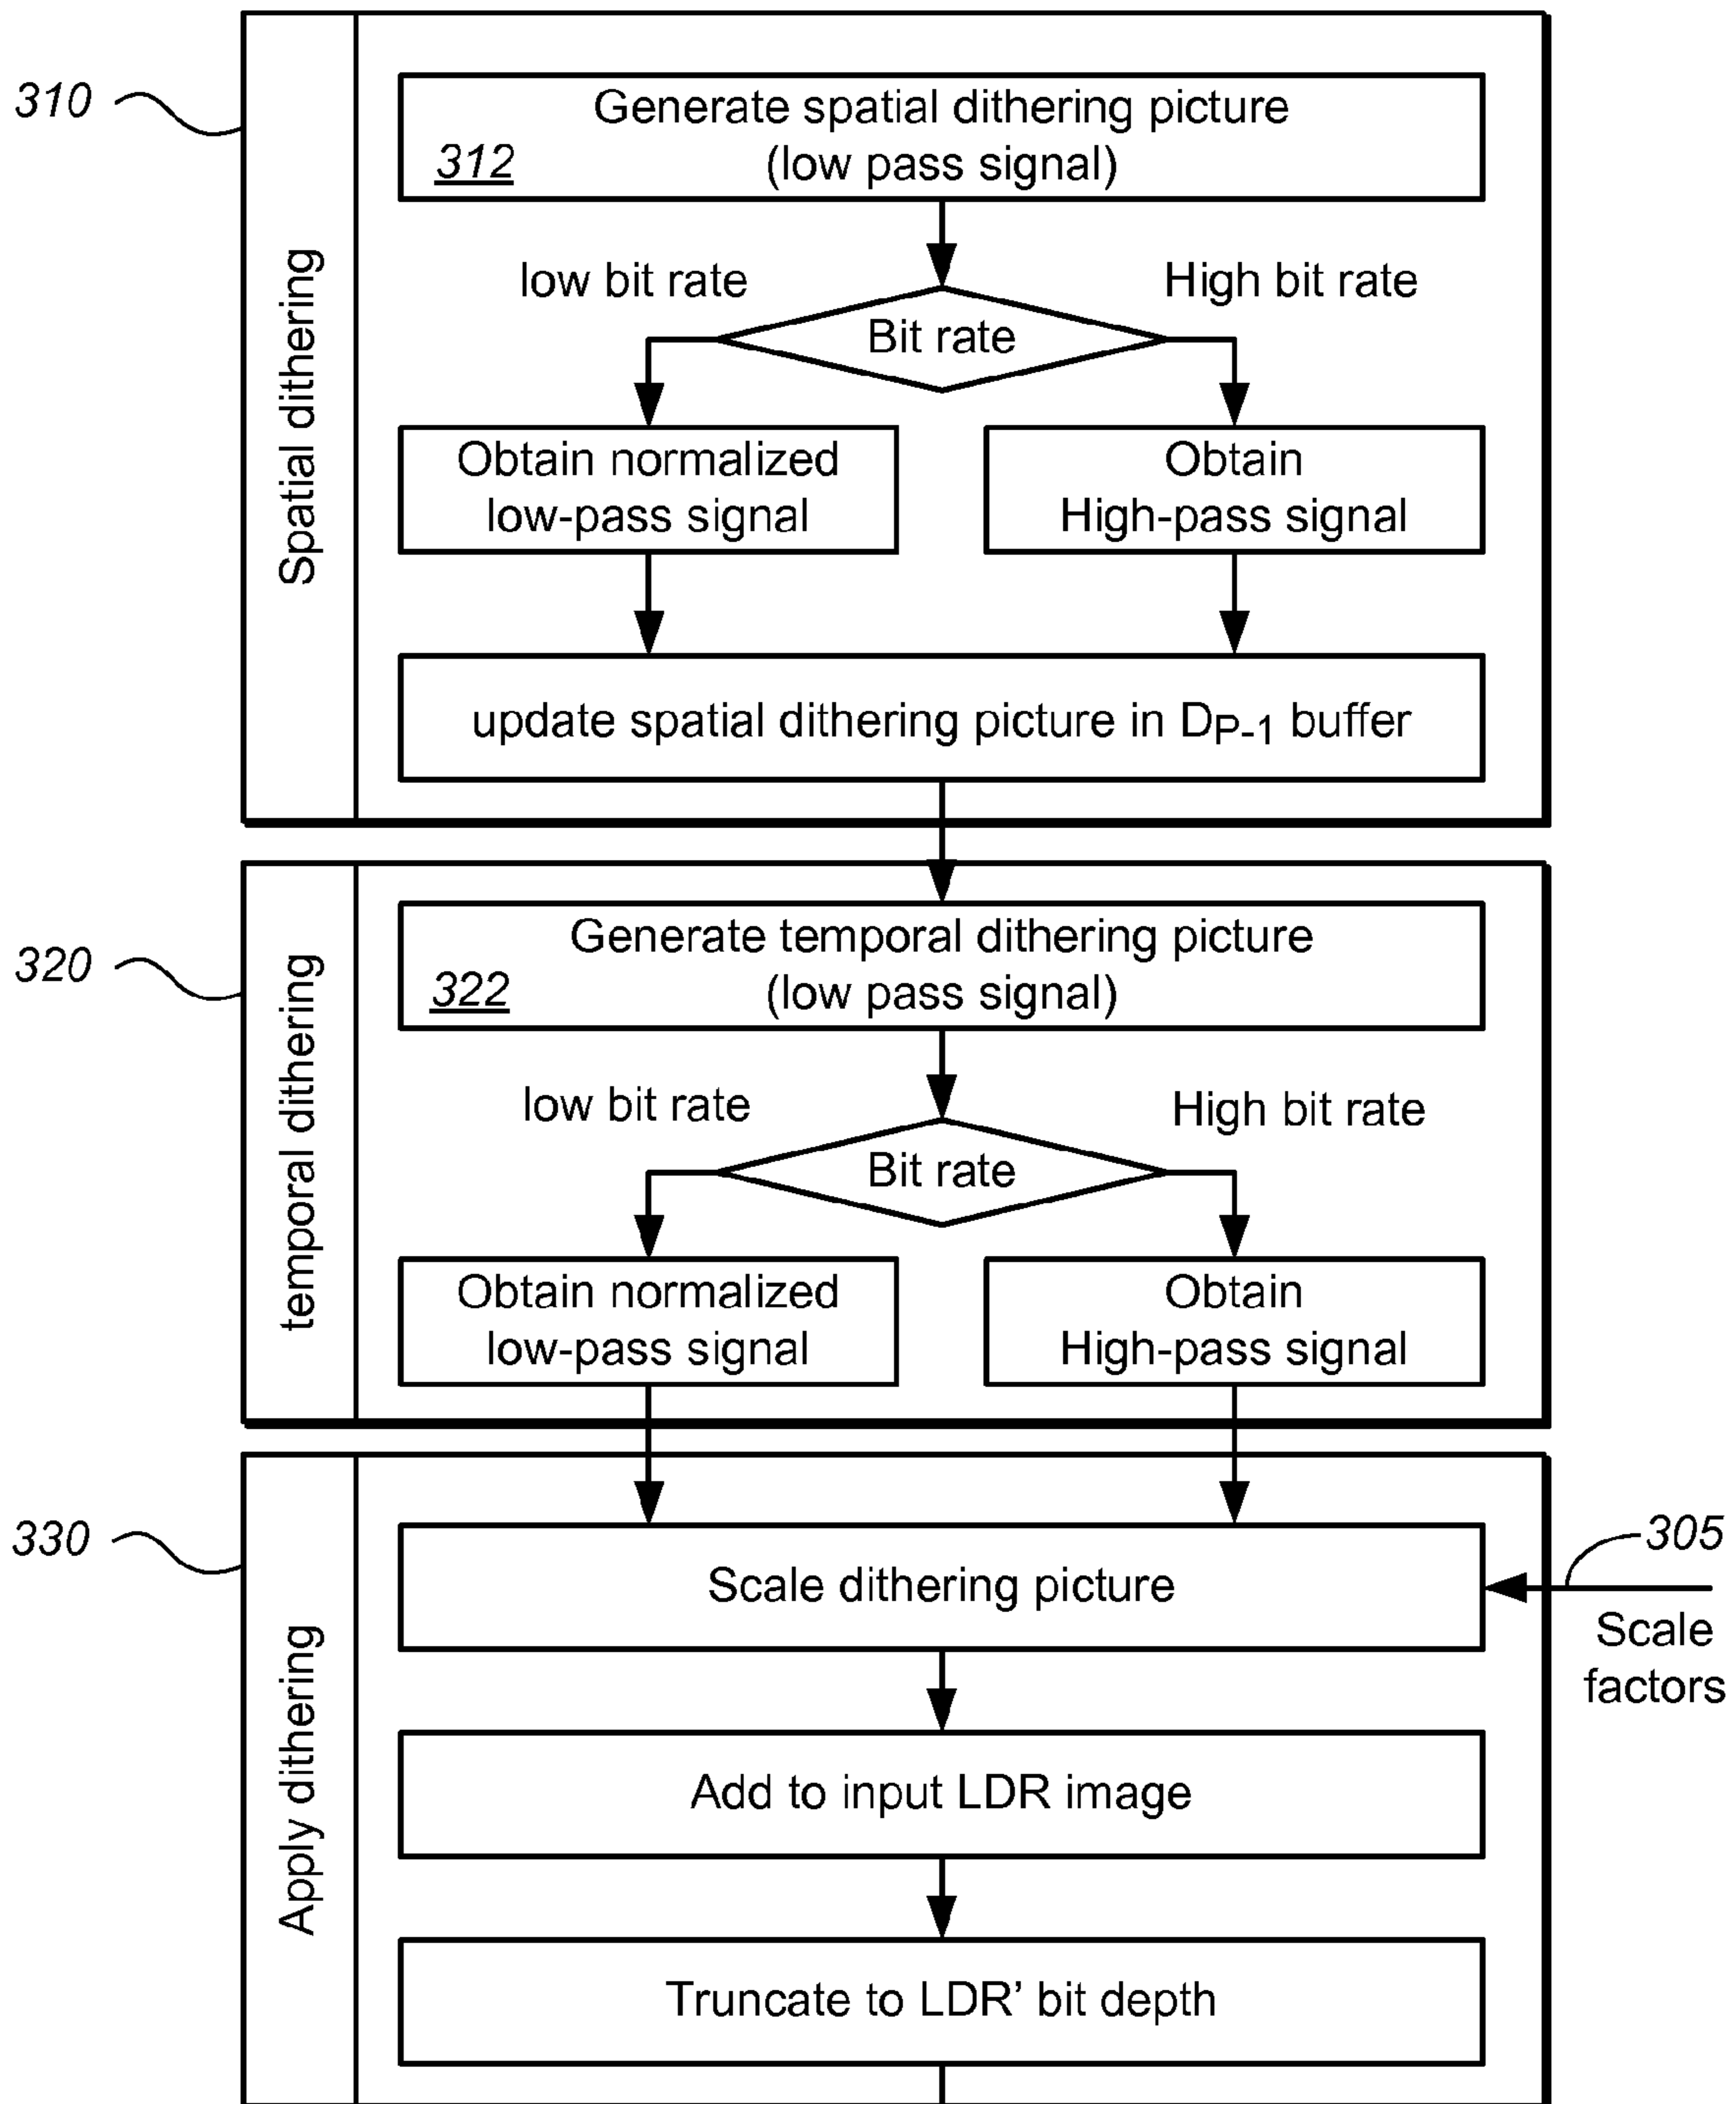 310
Spatial dithering
Generate spatial dithering picture
312
(low pass signal)
low bit rate
High bit rate
Bit rate
Obtain normalized
low-pass signal
Obtain
High-pass signal
update spatial dithering picture in DP-1 buffer
320
temporal dithering
Generate temporal dithering picture
322
(low pass signal)
low bit rate
High bit rate
Bit rate
Obtain normalized
low-pass signal
Obtain
High-pass signal
330
Apply dithering
Scale dithering picture
305
Scale
factors
Add to input LDR image
Truncate to LDR’ bit depth